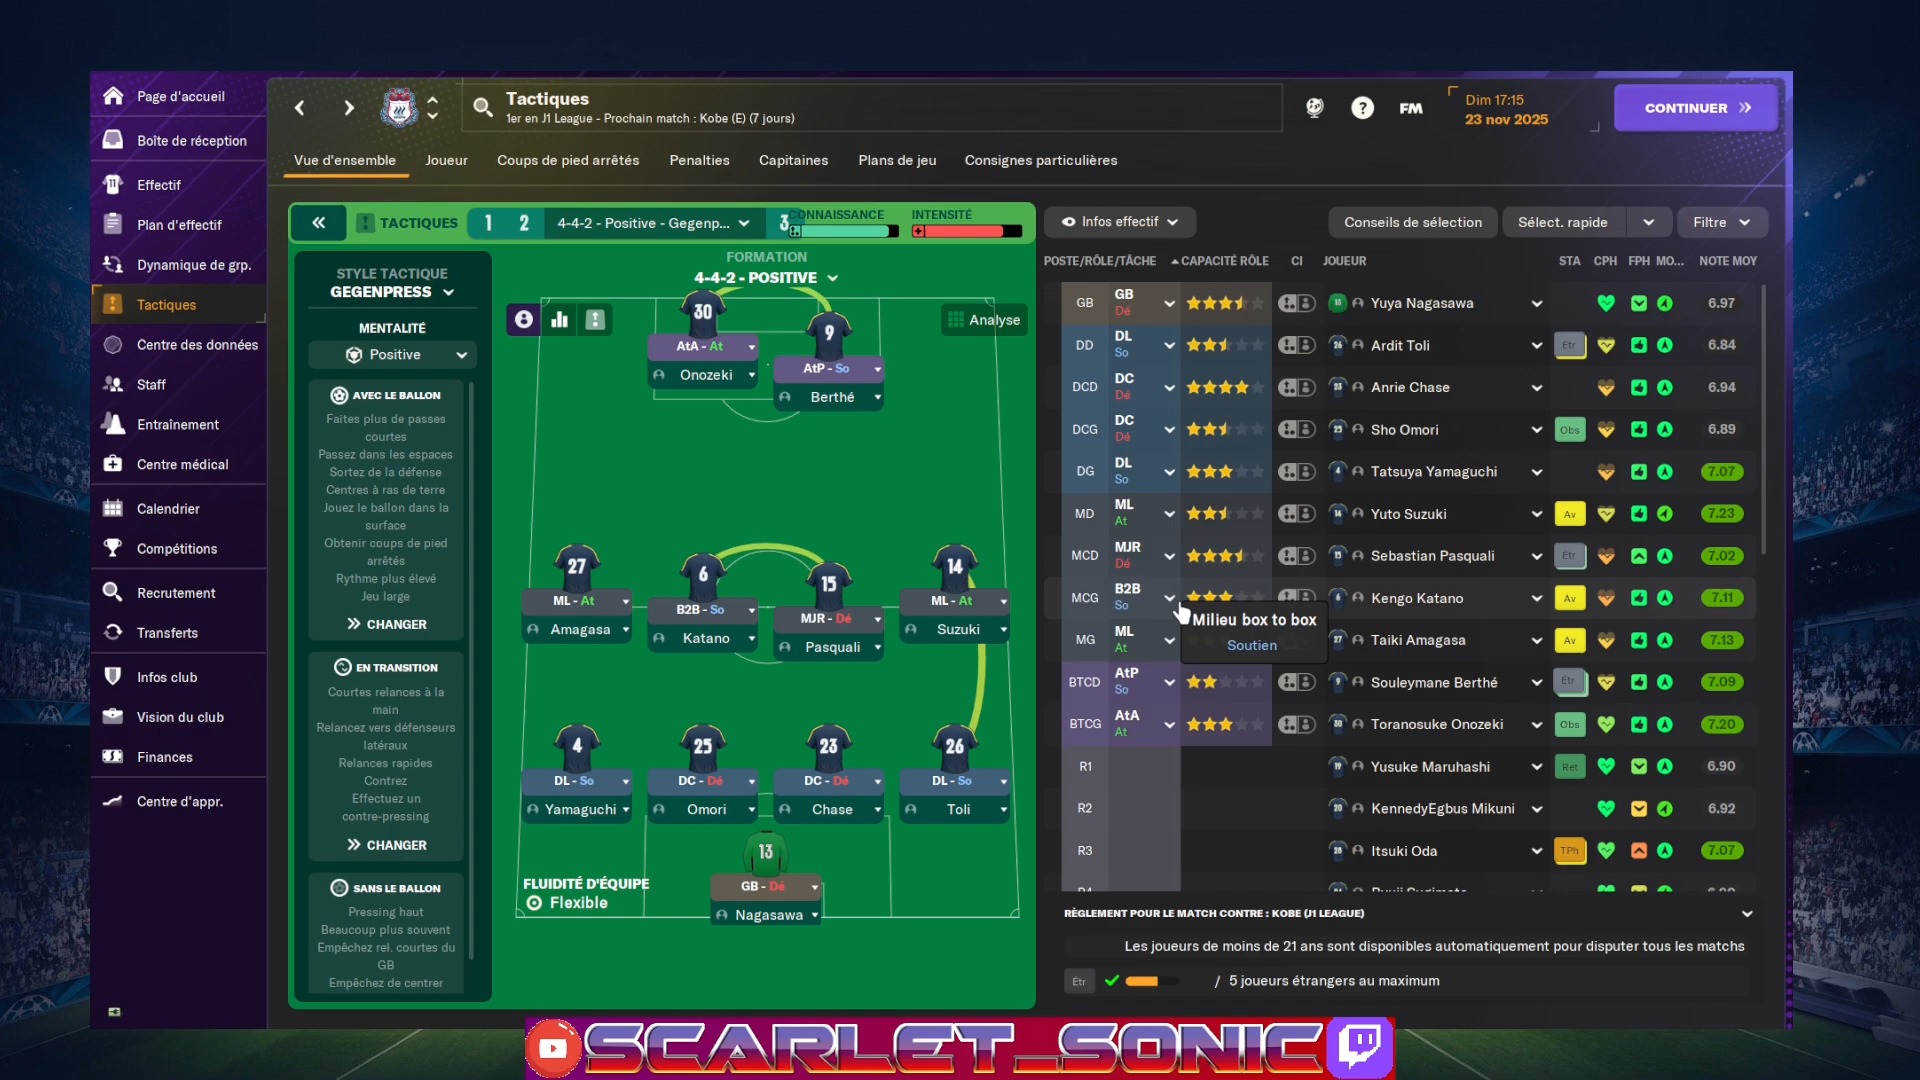 Page d'accueil
Boîte de réception
Effectif
Plan d'effectif
Dynamique de grp.
Tactiques
Centre des données
Staff
Entraînement
Centre médical
Calendrier
Compétitions
Recrutement
Transferts
Infos club
Vision du club
Finances
Centre d'appr.
Tactiques
1er en J1 League - Prochain match : Kobe (E) (7 jours)
FM
Dim 17:15
23 nov 2025
CONTINUER
Vue d'ensemble
Joueur
Coups de pied arrêtés
Penalties
Capitaines
Plans de jeu
Consignes particulières
TACTIQUES
1
2
4-4-2 - Positive - Gegenp...
3
CONNAISSANCE
INTENSITÉ
STYLE TACTIQUE
GEGENPRESS
MENTALITÉ
Positive
AVEC LE BALLON
Faites plus de passes
courtes
Passez dans les espaces
Sortez de la défense
Centres à ras de terre
Jouez le ballon dans la
surface
Obtenir coups de pied
arrêtés
Rythme plus élevé
Jeu large
CHANGER
EN TRANSITION
Courtes relances à la
main
Relancez vers défenseurs
latéraux
Relances rapides
Contrez
Effectuez un
contre-pressing
CHANGER
SANS LE BALLON
Pressing haut
Beaucoup plus souvent
Empêchez rel. courtes du
GB
Empêchez de centrer
FORMATION
4-4-2 - POSITIVE
Analyse
30
AtA - At
Onozeki
9
AtP - So
Berthé
27
ML - At
Amagasa
6
B2B - So
Katano
15
MJR - Dé
Pasquali
14
ML - At
Suzuki
4
DL - So
Yamaguchi
25
DC - Dé
Omori
23
DC - Dé
Chase
26
DL - So
Toli
13
GB - Dé
Nagasawa
FLUIDITÉ D'ÉQUIPE
Flexible
Infos effectif
Conseils de sélection
Sélect. rapide
Filtre
POSTE/RÔLE/TÂCHE CAPACITÉ RÔLE CI JOUEUR STA CPH FPH MO... NOTE MOY
GB GB Dé 13 Yuya Nagasawa 6.97
DD DL So 26 Ardit Toli Étr 6.84
DCD DC Dé 23 Anrie Chase 6.94
DCG DC Dé 25 Sho Omori Obs 6.89
DG DL So 4 Tatsuya Yamaguchi 7.07
MD ML At 14 Yuto Suzuki Av 7.23
MCD MJR Dé 15 Sebastian Pasquali Étr 7.02
MCG B2B So 6 Kengo Katano Av 7.11
MG ML At 27 Taiki Amagasa Av 7.13
BTCD AtP So 9 Souleymane Berthé Étr 7.09
BTCG AtA At 30 Toranosuke Onozeki Obs 7.20
R1 Yusuke Maruhashi Ret 6.90
R2 20 KennedyEgbus Mikuni 6.92
R3 Itsuki Oda TPh 7.07
Milieu box to box
Soutien
RÈGLEMENT POUR LE MATCH CONTRE : KOBE (J1 LEAGUE)
Les joueurs de moins de 21 ans sont disponibles automatiquement pour disputer tous les matchs
Étr / 5 joueurs étrangers au maximum
SCARLET_SONIC